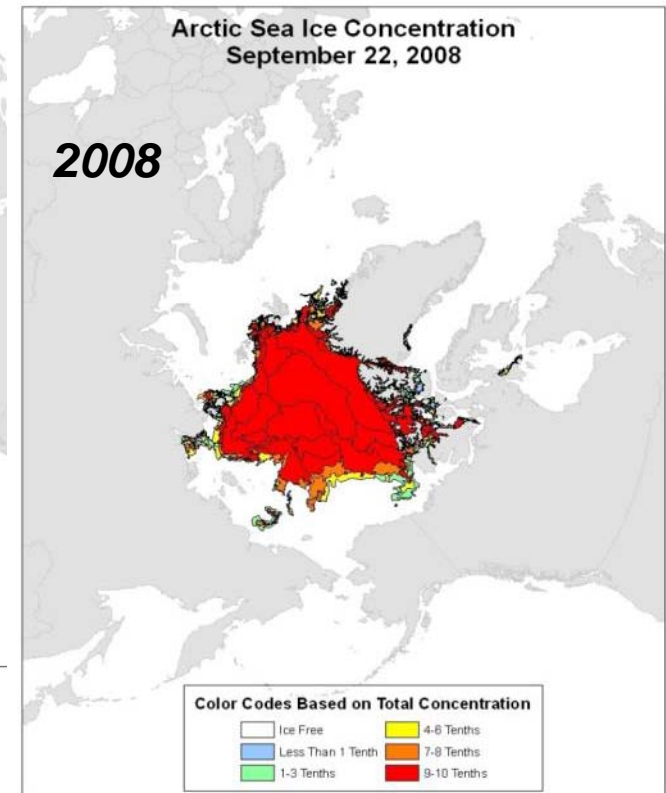 Arctic Sea Ice Concentration
September 22, 2008
2008
Color Codes Based on Total Concentration
Ice Free
4-6 Tenths
Less Than 1 Tenth
7-8 Tenths
1-3 Tenths
9-10 Tenths